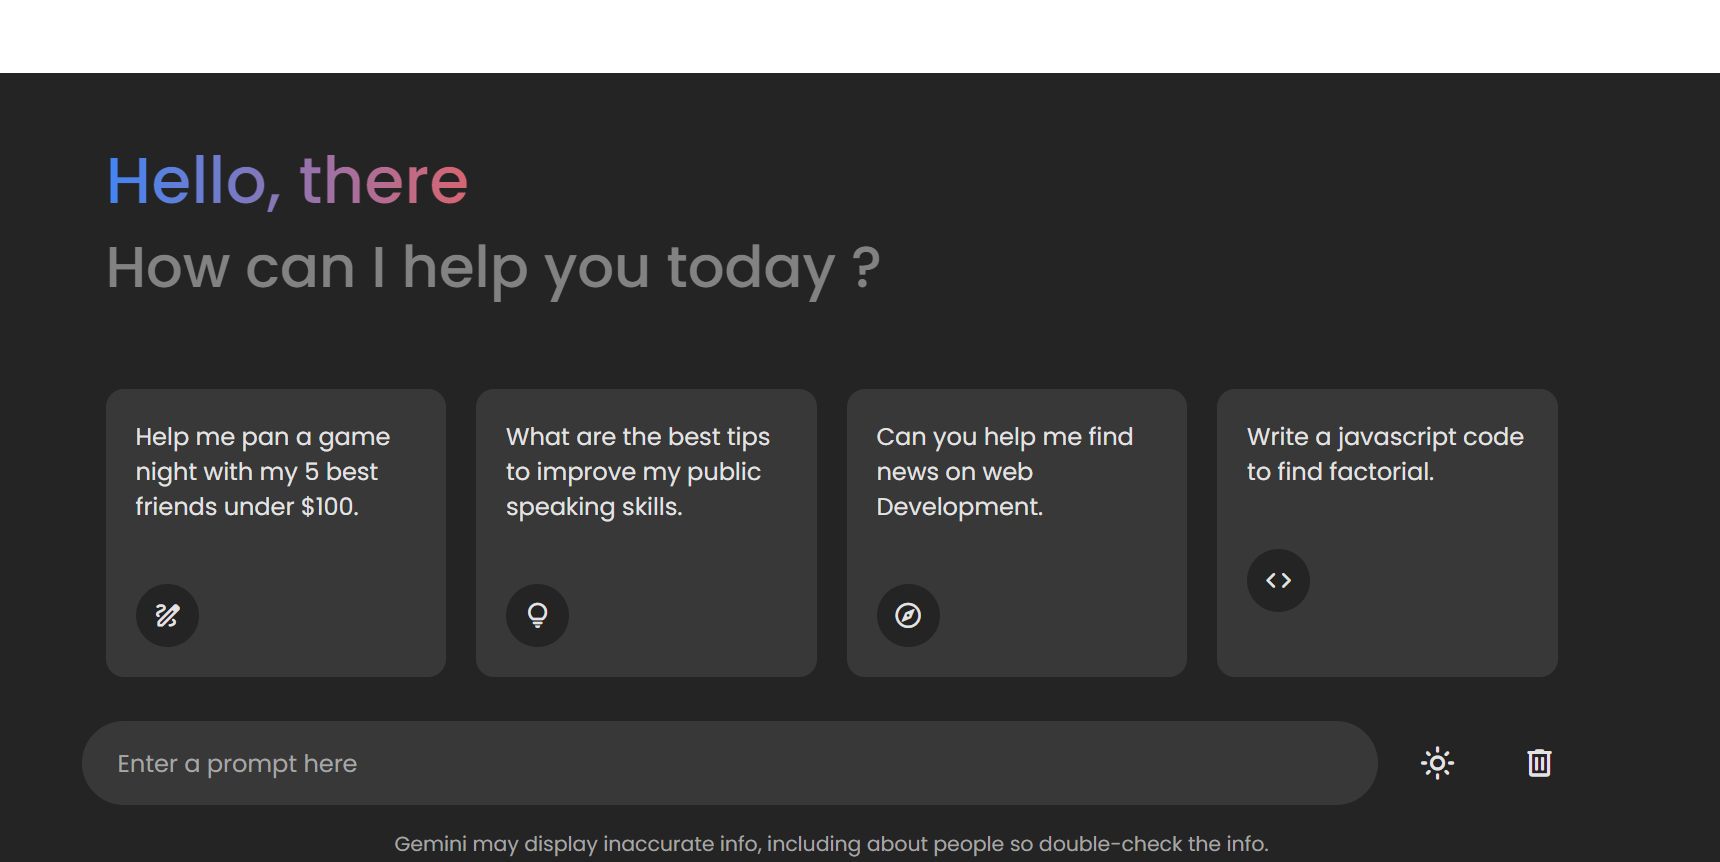 Hello, there
How can I help you today ?
Help me pan a game
night with my 5 best
friends under $100.
What are the best tips
to improve my public
speaking skills.
Can you help me find
news on web
Development.
Write a javascript code
to find factorial.
Enter a prompt here
Gemini may display inaccurate info, including about people so double-check the info.